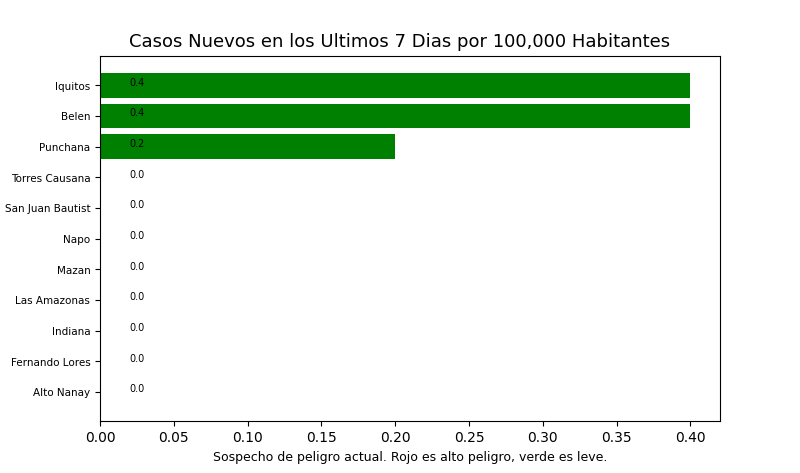 Casos Nuevos en los Ultimos 7 Dias por 100,000 Habitantes
Iquitos 0.4
Belen 0.4
Punchana 0.2
Torres Causana 0.0
San Juan Bautist 0.0
Napo 0.0
Mazan 0.0
Las Amazonas 0.0
Indiana 0.0
Fernando Lores 0.0
Alto Nanay 0.0
0.00 0.05 0.10 0.15 0.20 0.25 0.30 0.35 0.40
Sospecho de peligro actual. Rojo es alto peligro, verde es leve.